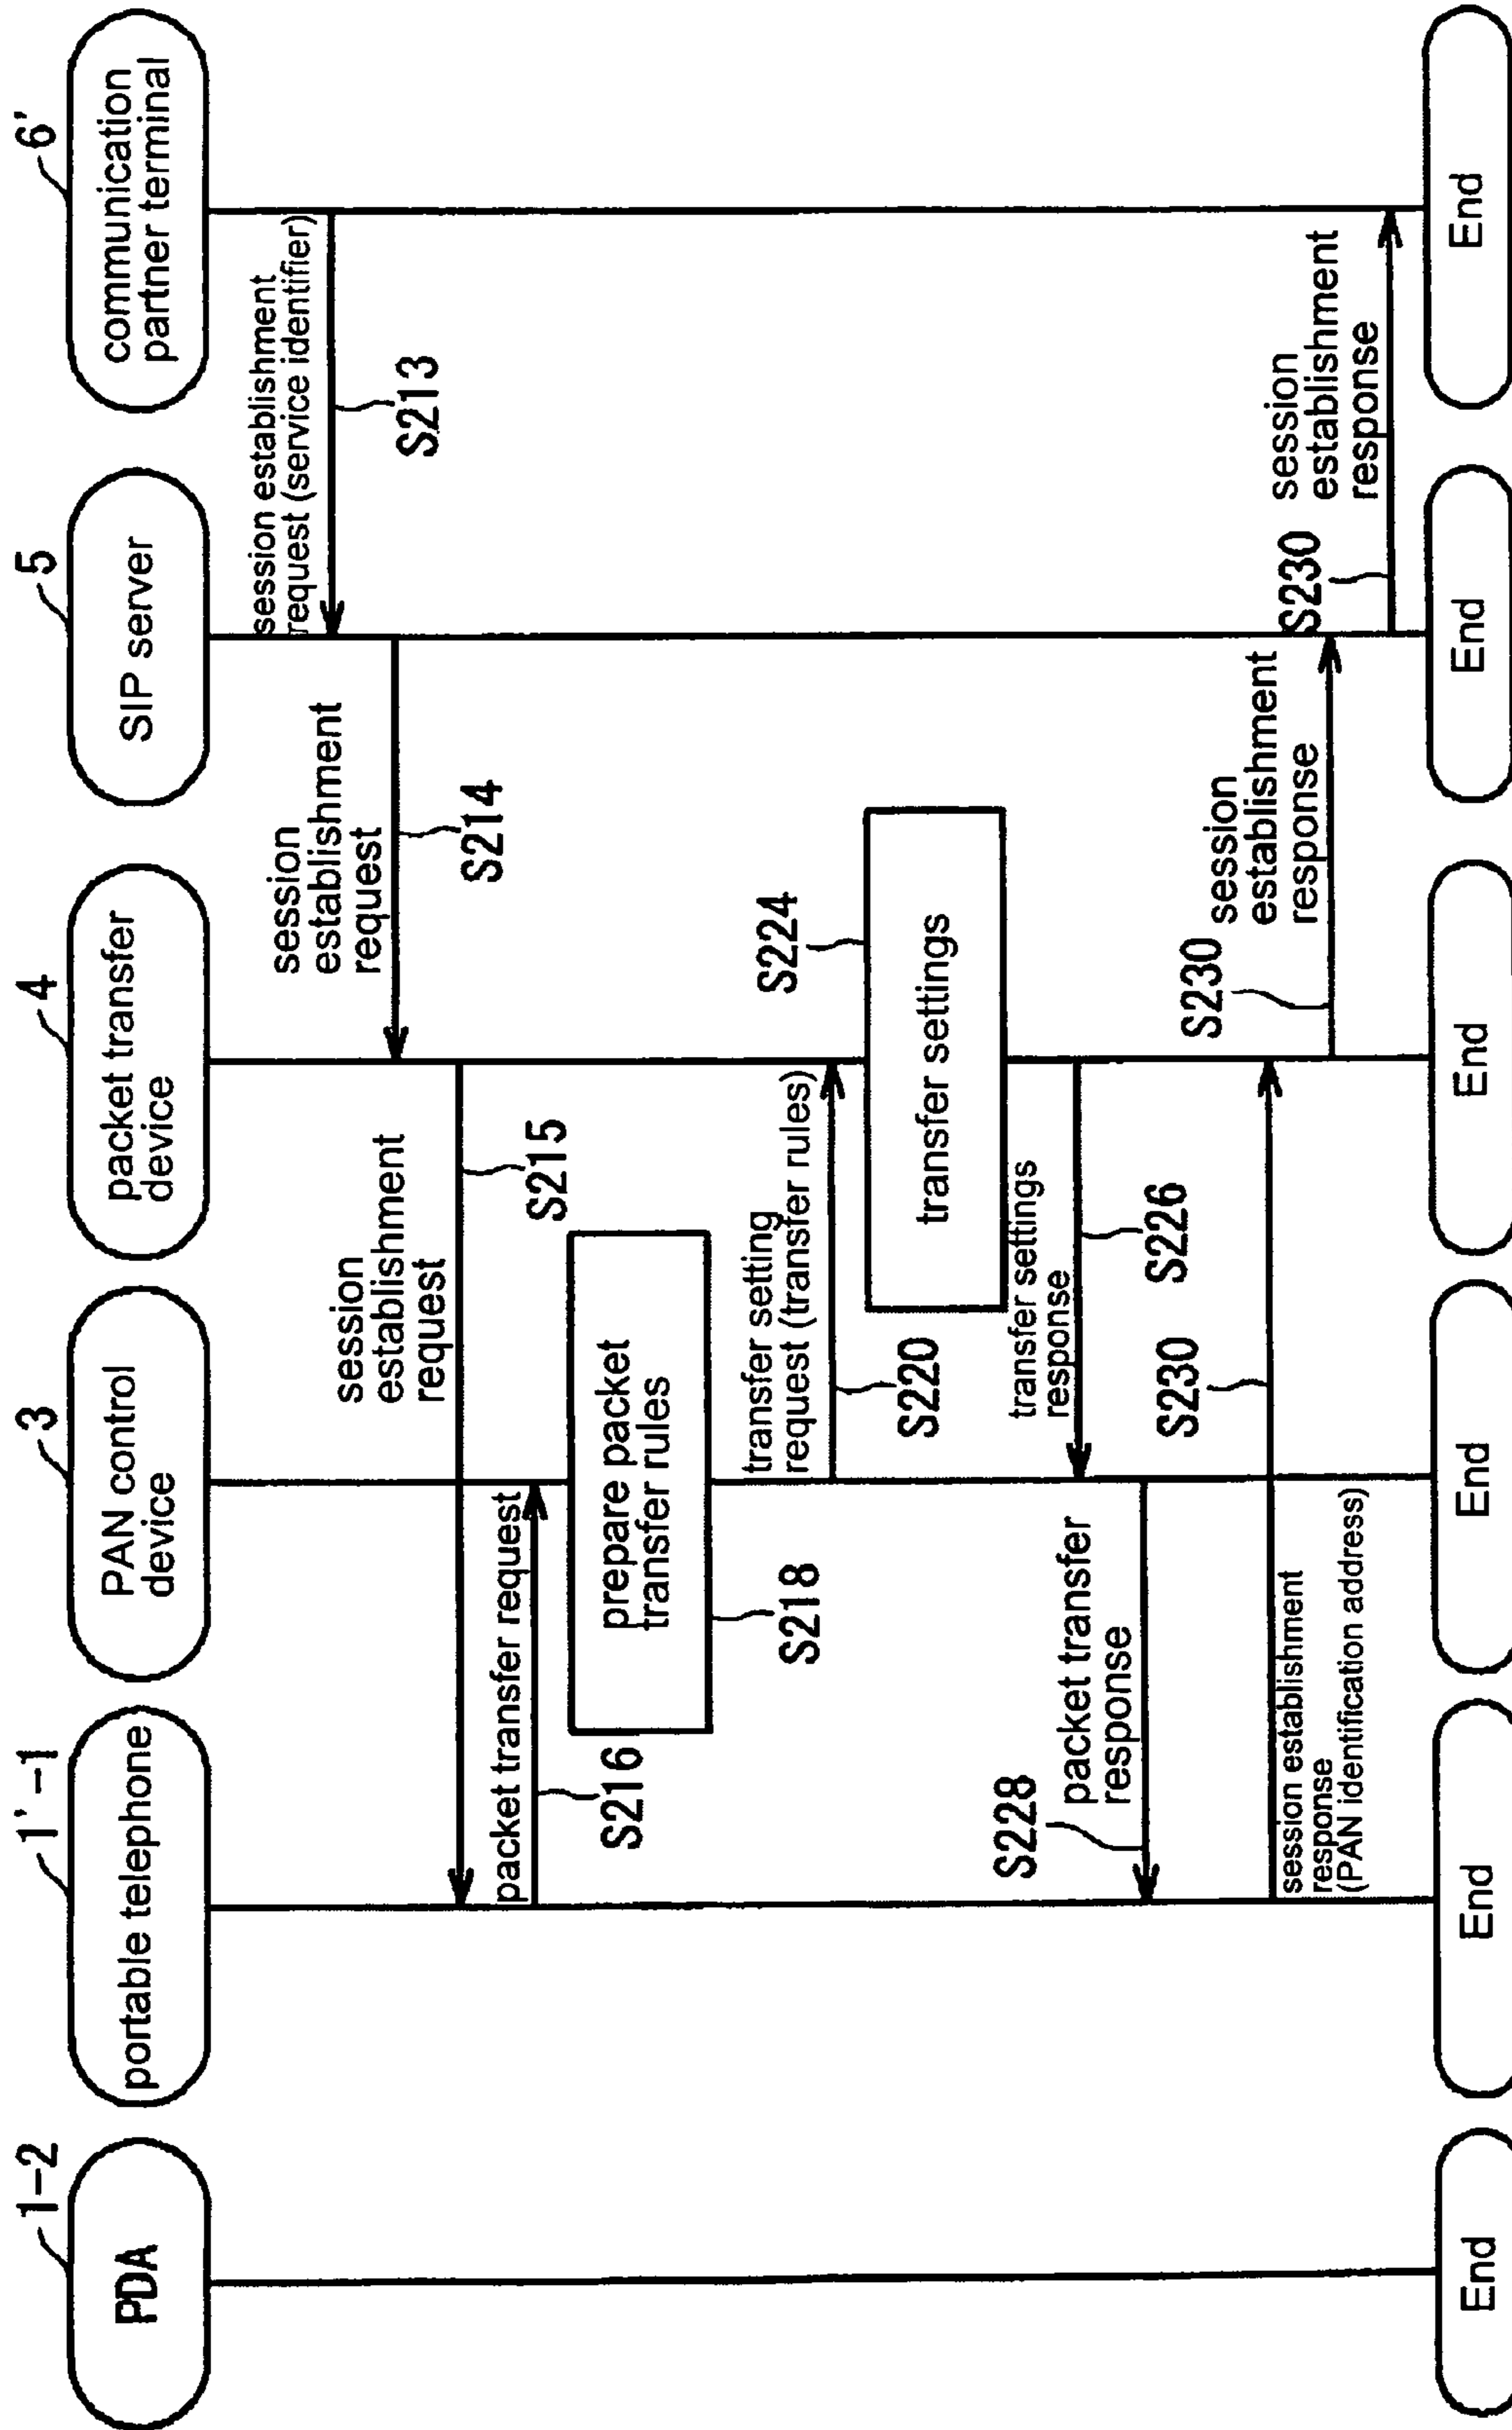 1-2
PDA
1'-1
portable telephone
3
PAN control
device
4
packet transfer
device
5
SIP server
6'
communication
partner terminal
session establishment
request (service identifier)
S213
session
establishment
request
S214
session
establishment
request
S215
packet transfer request
S216
prepare packet
transfer rules
S218
transfer setting
request (transfer rules)
S220
transfer settings
S224
transfer settings
response
S226
packet transfer
response
S228
session establishment
response
(PAN identification address)
S230
session
establishment
response
S230
session
establishment
response
S230
End
End
End
End
End
End